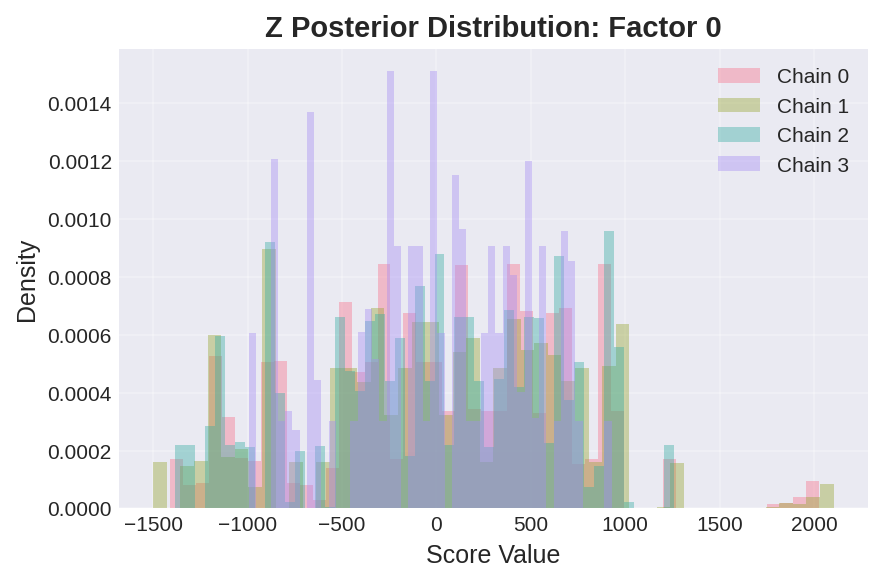 Z Posterior Distribution: Factor 0
Chain 0
Chain 1
Chain 2
Chain 3
0.0014
0.0012
0.0010
0.0008
0.0006
0.0004
0.0002
0.0000
Density
−1500 −1000 −500 0 500 1000 1500 2000
Score Value